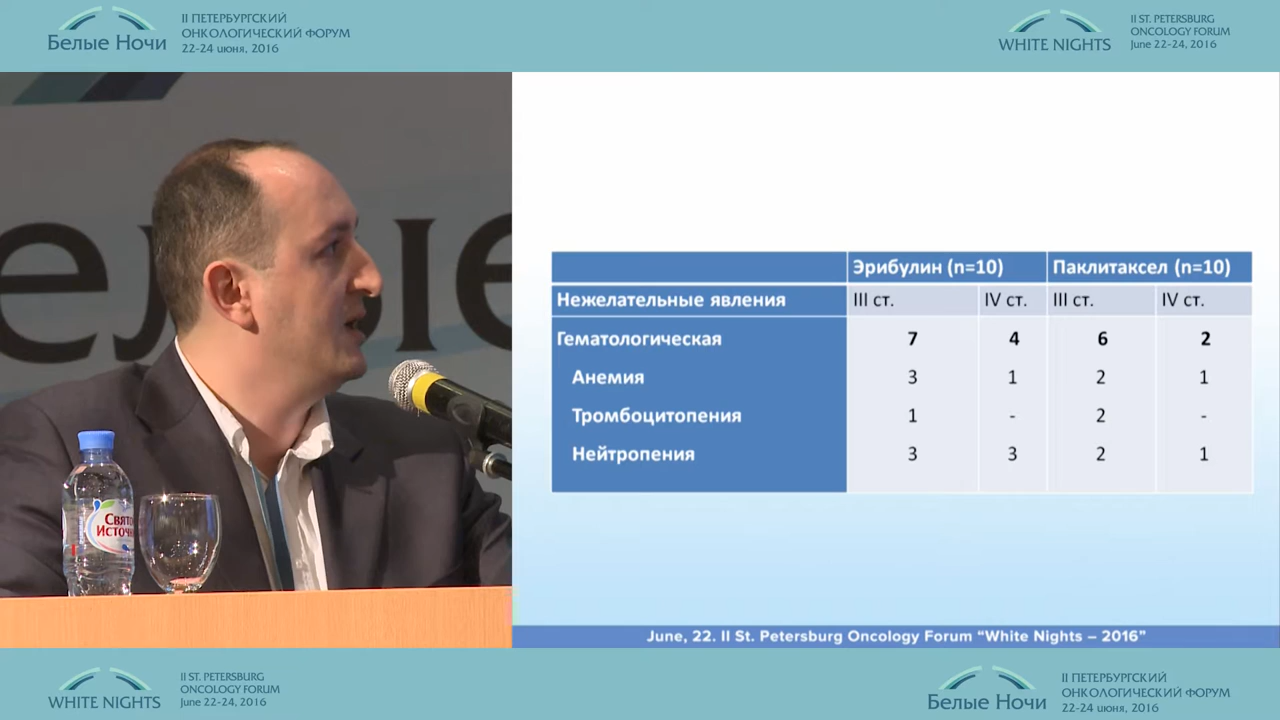 Белые Ночи
II ПЕТЕРБУРГСКИЙ
ОНКОЛОГИЧЕСКИЙ ФОРУМ
22-24 июня, 2016
WHITE NIGHTS
II ST. PETERSBURG
ONCOLOGY FORUM
June 22-24, 2016
елые
Святой
Источник
Эрибулин (n=10) Паклитаксел (n=10)
Нежелательные явления III ст. IV ст. III ст. IV ст.
Гематологическая 7 4 6 2
Анемия 3 1 2 1
Тромбоцитопения 1 - 2 -
Нейтропения 3 3 2 1
June, 22. II St. Petersburg Oncology Forum “White Nights – 2016”
WHITE NIGHTS
II ST. PETERSBURG
ONCOLOGY FORUM
June 22-24, 2016
Белые Ночи
II ПЕТЕРБУРГСКИЙ
ОНКОЛОГИЧЕСКИЙ ФОРУМ
22-24 июня, 2016